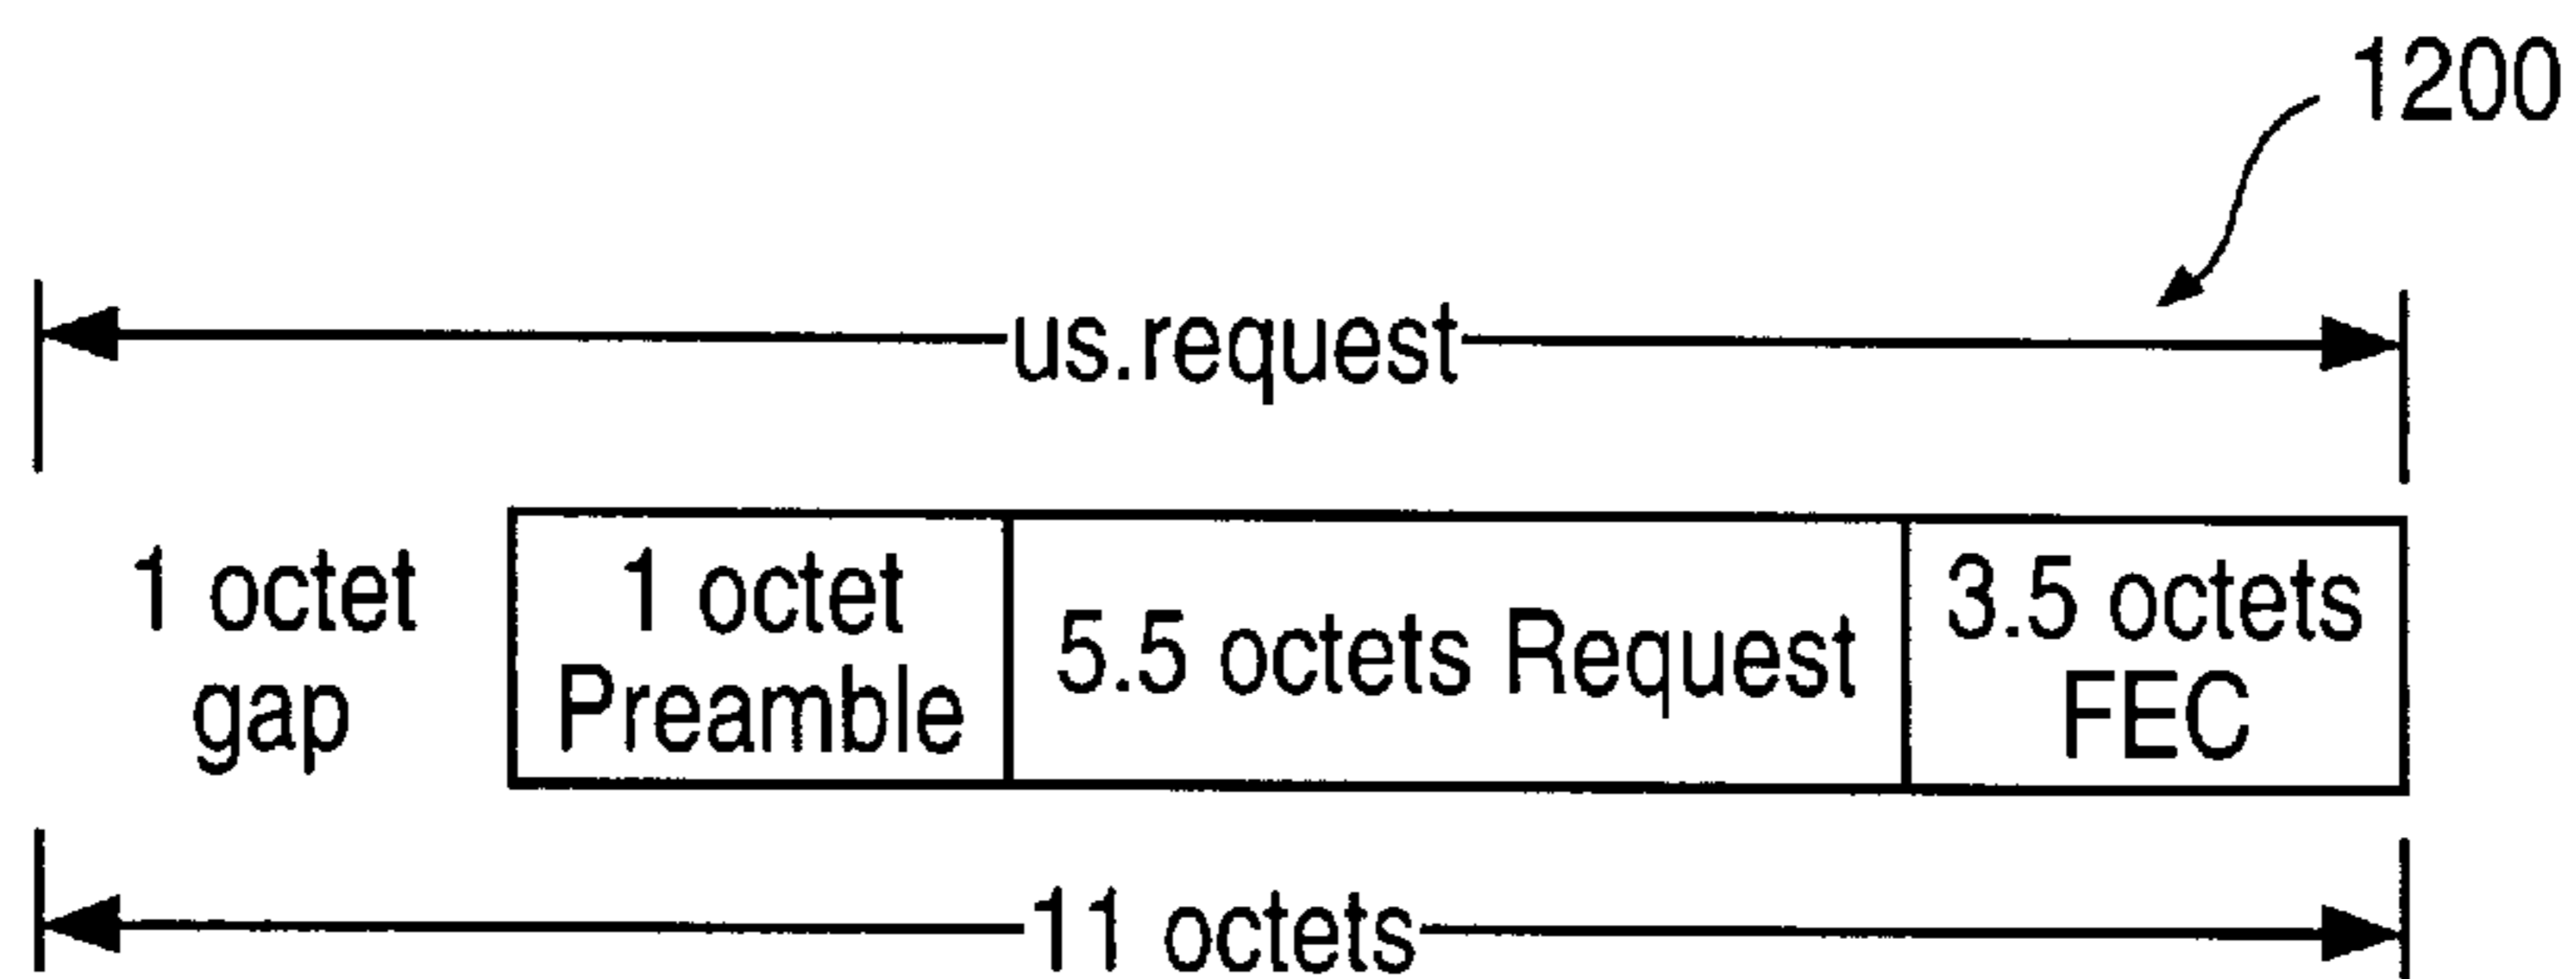 1200
us.request
1 octet
gap
1 octet
Preamble
5.5 octets Request
3.5 octets
FEC
11 octets